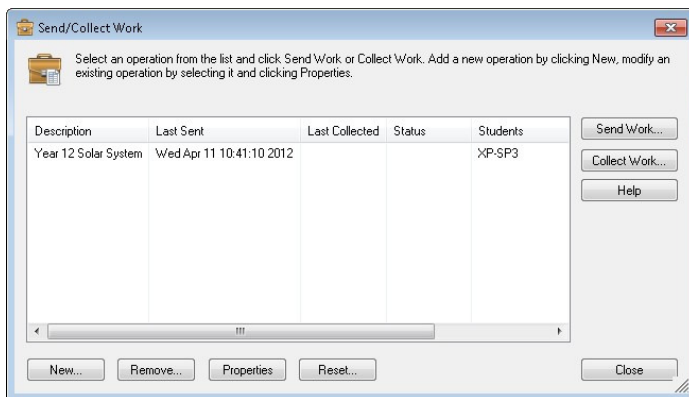 Send/Collect Work
Select an operation from the list and click Send Work or Collect Work. Add a new operation by clicking New, modify an
existing operation by selecting it and clicking Properties.
Description Last Sent Last Collected Status Students
Year 12 Solar System Wed Apr 11 10:41:10 2012 XP-SP3
Send Work...
Collect Work...
Help
New... Remove... Properties Reset... Close